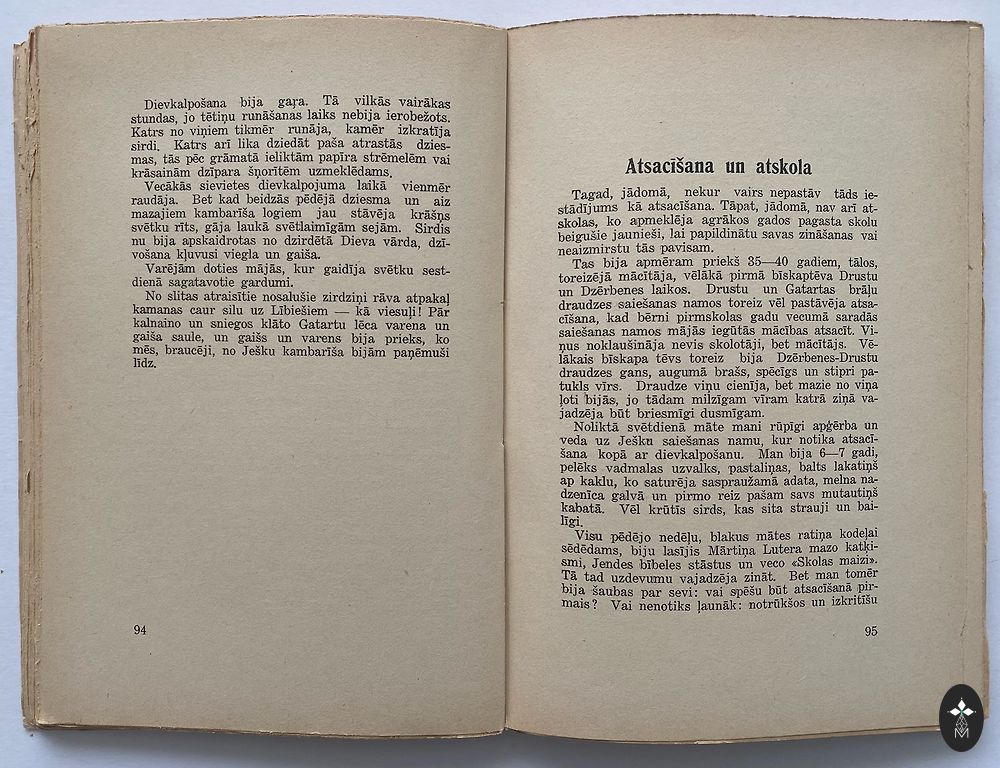 Dievkalpošana bija gaŗa. Tā vilkās vairākas
stundas, jo tētiņu runāšanas laiks nebija ierobežots.
Katrs no viņiem tikmēr runāja, kamēr izkratīja
sirdi. Katrs arī lika dziedāt paša atrastās dzies-
mas, tās pēc grāmatā ieliktām papīra strēmelēm vai
krāsainām dzīpara šņorītēm uzmeklēdams.
Vecākās sievietes dievkalpojuma laikā vienmēr
raudāja. Bet kad beidzās pēdējā dziesma un aiz
mazajiem kambarīša logiem jau stāvēja krāšņs
svētku rīts, gāja laukā svētlaimīgām sejām. Sirdis
nu bija apskaidrotas no dzirdētā Dieva vārda, dzī-
vošana kļuvusi viegla un gaiša.
Varējām doties mājās, kur gaidīja svētku sest-
dienā sagatavotie gardumi.
No slitas atraisītie nosalušie zirdziņi rāva atpakaļ
kamanas caur silu uz Lībiešiem — kā viesuļi! Pār
kalnaino un sniegos klāto Gatartu lēca varena un
gaiša saule, un gaišs un varens bija prieks, ko
mēs, braucēji, no Ješku kambarīša bijām paņēmuši
līdz.
94
Atsacīšana un atskola
Tagad, jādomā, nekur vairs nepastāv tāds ie-
stādījums kā atsacīšana. Tāpat, jādomā, nav arī at-
skolas, ko apmeklēja agrākos gados pagasta skolu
beigušie jaunieši, lai papildinātu savas zināšanas vai
neaizmirstu tās pavisam.
Tas bija apmēram priekš 35—40 gadiem, tālos,
toreizējā mācītāja, vēlākā pirmā bīskaptēva Drustu
un Dzērbenes laikos. Drustu un Gatartas brāļu
draudzes saiešanas namos toreiz vēl pastāvēja atsa-
cīšana, kad bērni pirmskolas gadu vecumā saradās
saiešanas namos mājās iegūtās mācības atsacīt. Vi-
ņus noklaušināja nevis skolotāji, bet mācītājs. Vē-
lākais bīskapa tēvs toreiz bija Dzērbenes-Drustu
draudzes gans, augumā brašs, spēcīgs un stipri pa-
tukls vīrs. Draudze viņu cienīja, bet mazie no viņa
ļoti bijās, jo tādam milzīgam vīram katrā ziņā va-
jadzēja būt briesmīgi dusmīgam.
Noliktā svētdienā māte mani rūpīgi apģērba un
veda uz Ješku saiešanas namu, kur notika atsacī-
šana kopā ar dievkalpošanu. Man bija 6—7 gadi,
pelēks vadmalas uzvalks, pastaliņas, balts lakatiņš
ap kaklu, ko saturēja saspraužamā adata, melna na-
dzenīca galvā un pirmo reiz pašam savs mutautiņš
kabatā. Vēl krūtīs sirds, kas sita strauji un bai-
līgi.
Visu pēdējo nedēļu, blakus mātes ratiņa kodeļai
sēdēdams, biju lasījis Mārtiņa Lutera mazo katķi-
smi, Jendes bībeles stāstus un veco «Skolas maizi».
Tā tad uzdevumu vajadzēja zināt. Bet man tomēr
bija šaubas par sevi: vai spēšu būt atsacīšanā pir-
mais? Vai nenotiks ļaunāk: notrūkšos un izkritīšu
95
M